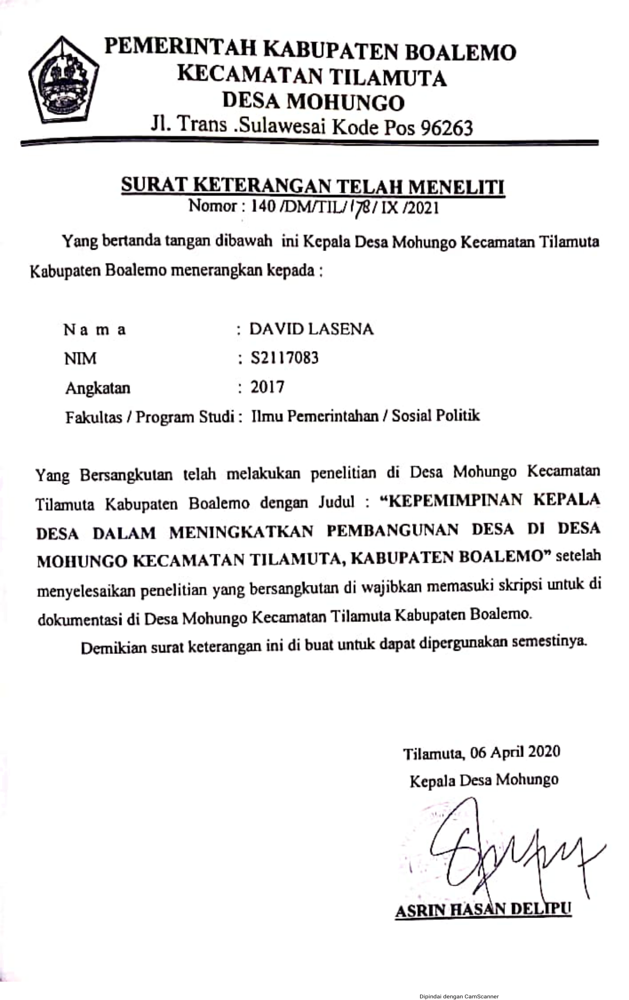 PEMERINTAH KABUPATEN BOALEMO
KECAMATAN TILAMUTA
DESA MOHUNGO
Jl. Trans .Sulawesai Kode Pos 96263
SURAT KETERANGAN TELAH MENELITI
Nomor : 140 /DM/TIL/ 178 / IX /2021
Yang bertanda tangan dibawah ini Kepala Desa Mohungo Kecamatan Tilamuta
Kabupaten Boalemo menerangkan kepada :
N a m a : DAVID LASENA
NIM : S2117083
Angkatan : 2017
Fakultas / Program Studi : Ilmu Pemerintahan / Sosial Politik
Yang Bersangkutan telah melakukan penelitian di Desa Mohungo Kecamatan
Tilamuta Kabupaten Boalemo dengan Judul : “KEPEMIMPINAN KEPALA
DESA DALAM MENINGKATKAN PEMBANGUNAN DESA DI DESA
MOHUNGO KECAMATAN TILAMUTA, KABUPATEN BOALEMO” setelah
menyelesaikan penelitian yang bersangkutan di wajibkan memasuki skripsi untuk di
dokumentasi di Desa Mohungo Kecamatan Tilamuta Kabupaten Boalemo.
Demikian surat keterangan ini di buat untuk dapat dipergunakan semestinya.
Tilamuta, 06 April 2020
Kepala Desa Mohungo
ASRIN HASAN DELIPU
Dipindai dengan CamScanner